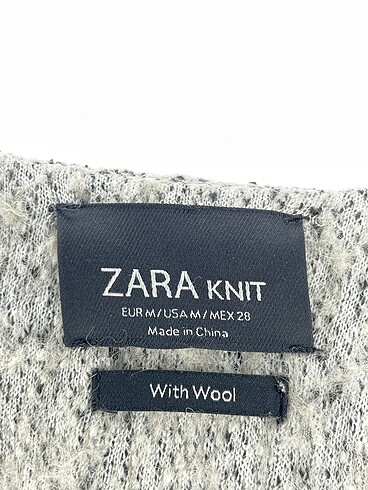 ZARA KNIT
EUR M/USA M/MEX 28
Made in China
With Wool